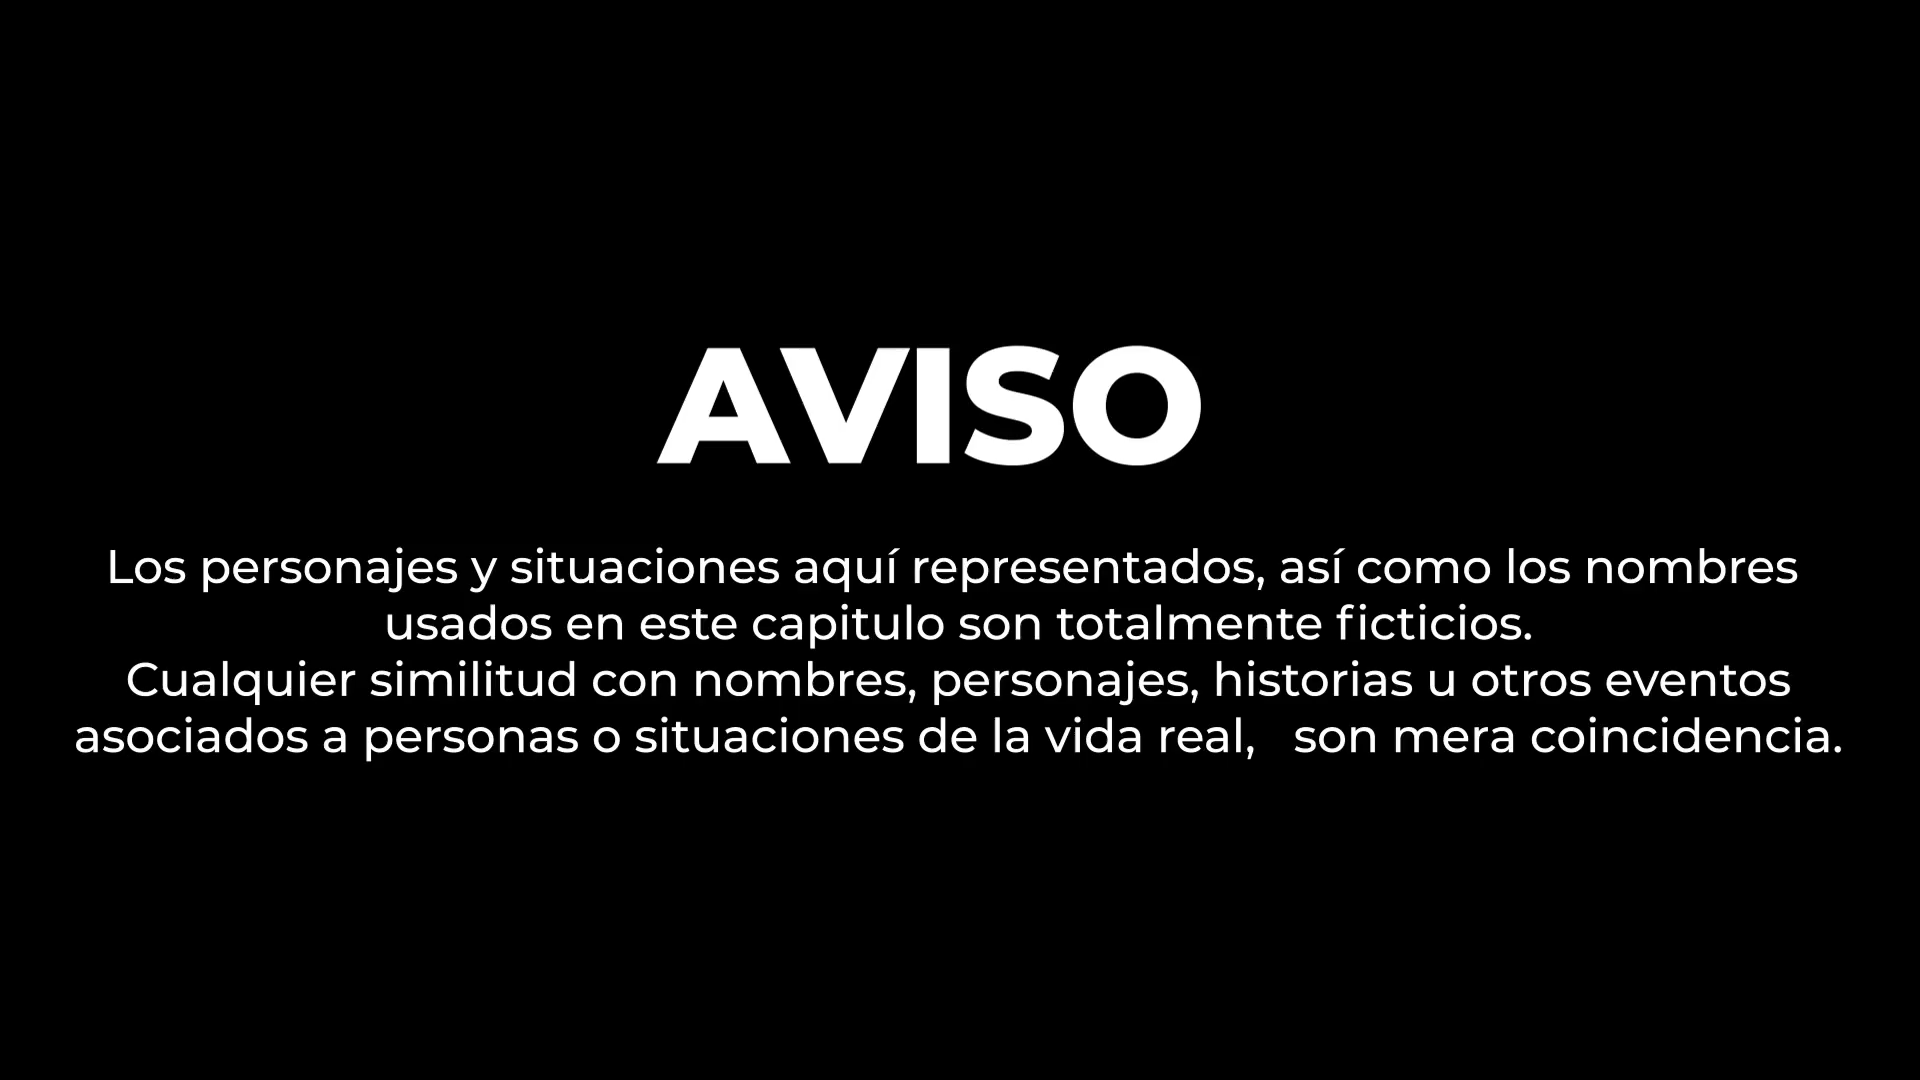 AVISO
Los personajes y situaciones aquí representados, así como los nombres
usados en este capitulo son totalmente ficticios.
Cualquier similitud con nombres, personajes, historias u otros eventos
asociados a personas o situaciones de la vida real,   son mera coincidencia.